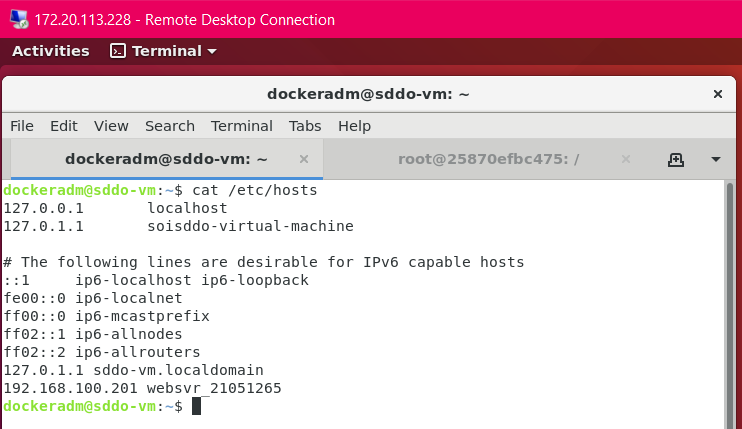 172.20.113.228 - Remote Desktop Connection
Activities Terminal
dockeradm@sddo-vm: ~ ×
File Edit View Search Terminal Tabs Help
dockeradm@sddo-vm: ~ × root@25870efbc475: / ×
dockeradm@sddo-vm:~$ cat /etc/hosts
127.0.0.1       localhost
127.0.1.1       soisddo-virtual-machine
# The following lines are desirable for IPv6 capable hosts
::1     ip6-localhost ip6-loopback
fe00::0 ip6-localnet
ff00::0 ip6-mcastprefix
ff02::1 ip6-allnodes
ff02::2 ip6-allrouters
127.0.1.1 sddo-vm.localdomain
192.168.100.201 websvr_21051265
dockeradm@sddo-vm:~$